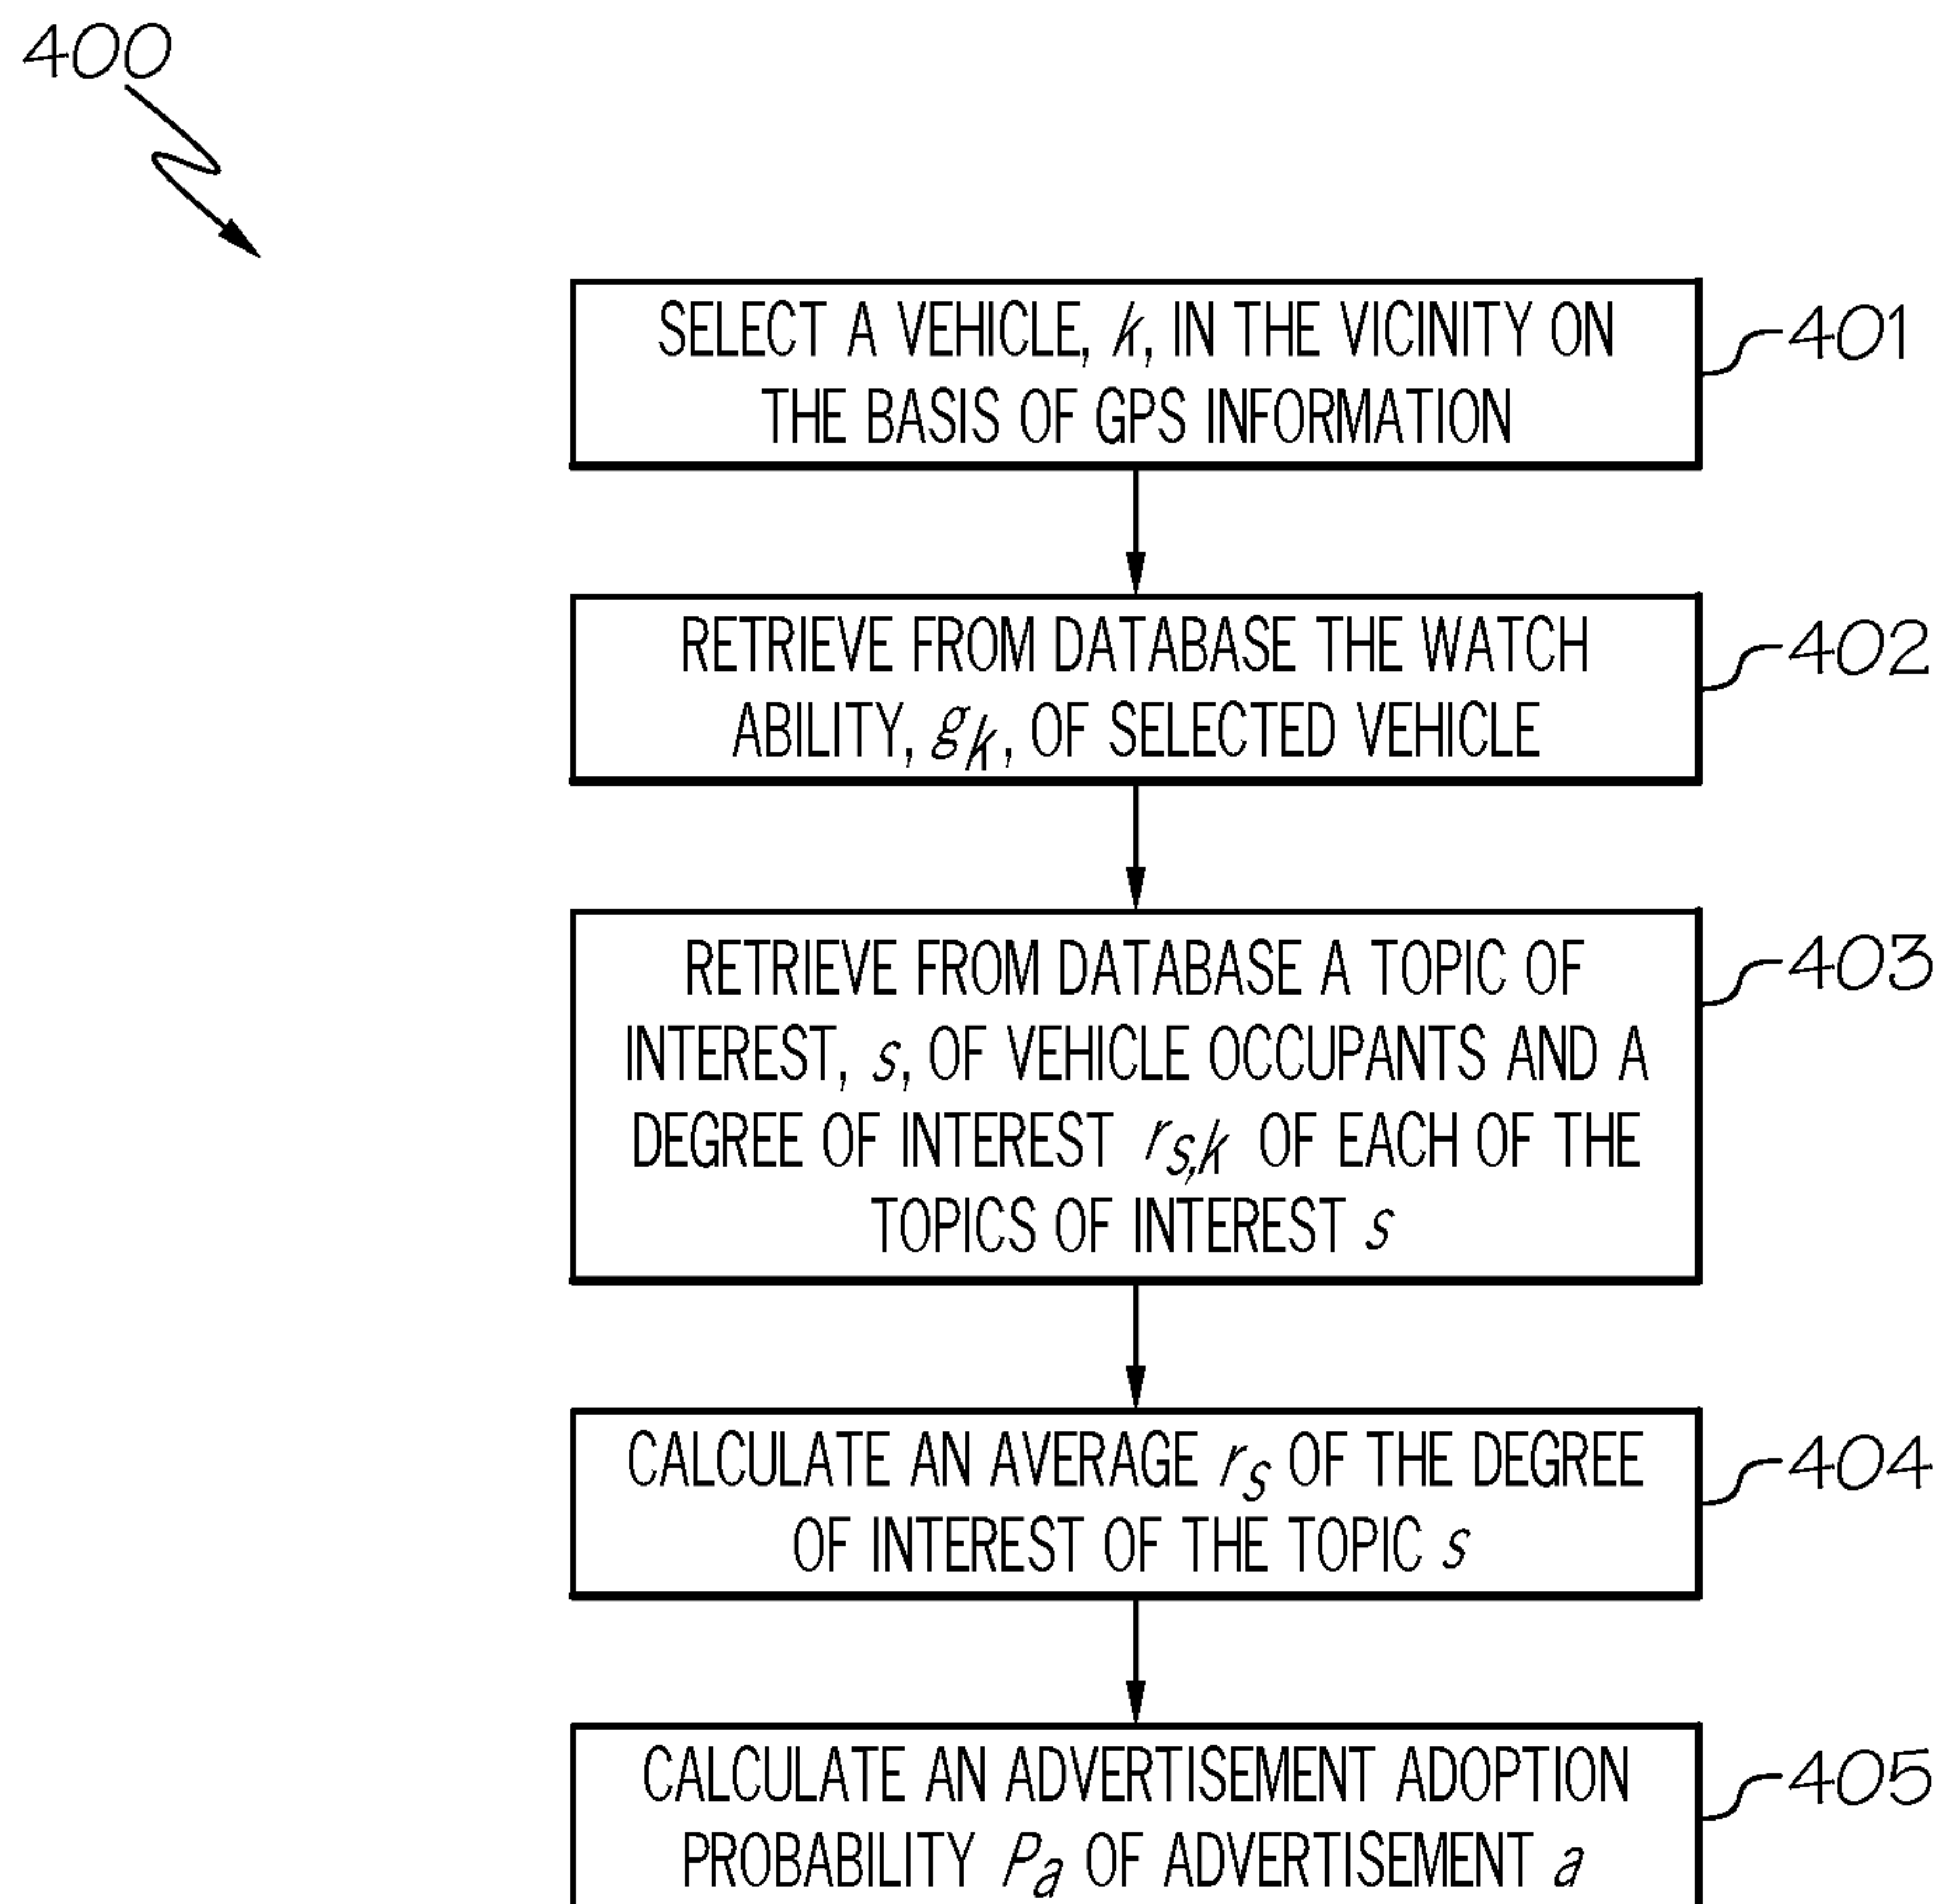 400
SELECT A VEHICLE, k, IN THE VICINITY ON
THE BASIS OF GPS INFORMATION
401
RETRIEVE FROM DATABASE THE WATCH
ABILITY, gk, OF SELECTED VEHICLE
402
RETRIEVE FROM DATABASE A TOPIC OF
INTEREST, s, OF VEHICLE OCCUPANTS AND A
DEGREE OF INTEREST rs,k OF EACH OF THE
TOPICS OF INTEREST s
403
CALCULATE AN AVERAGE rs OF THE DEGREE
OF INTEREST OF THE TOPIC s
404
CALCULATE AN ADVERTISEMENT ADOPTION
PROBABILITY Pa OF ADVERTISEMENT a
405